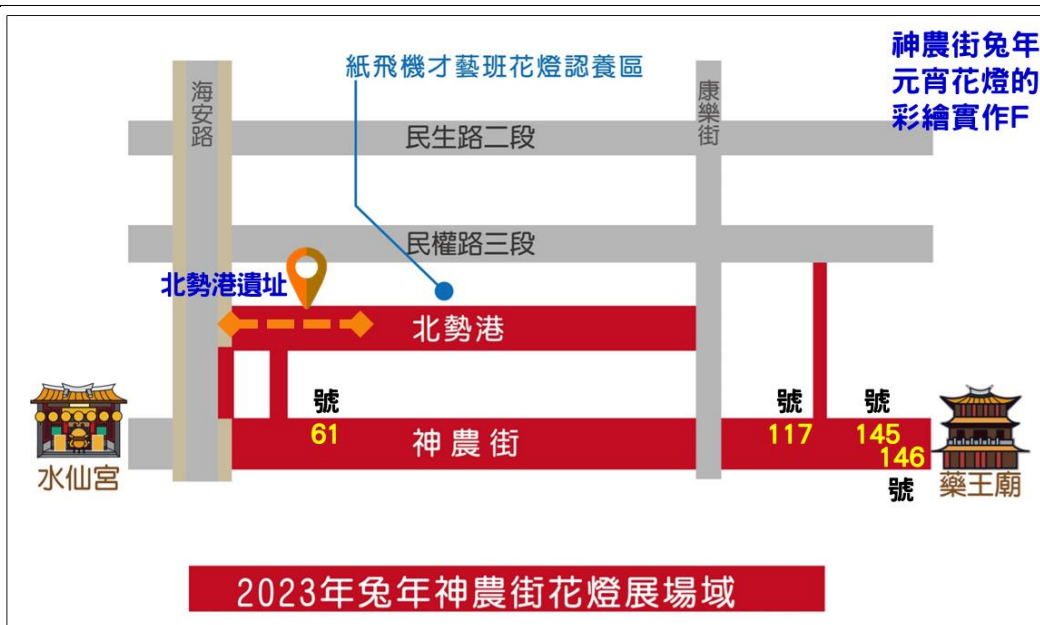 神農街兔年
元宵花燈的
彩繪實作F
紙飛機才藝班花燈認養區
海安路
康樂街
民生路二段
民權路三段
北勢港遺址
北勢港
號
61
號
117
號
145
神農街
146
號
水仙宮
藥王廟
2023年兔年神農街花燈展場域